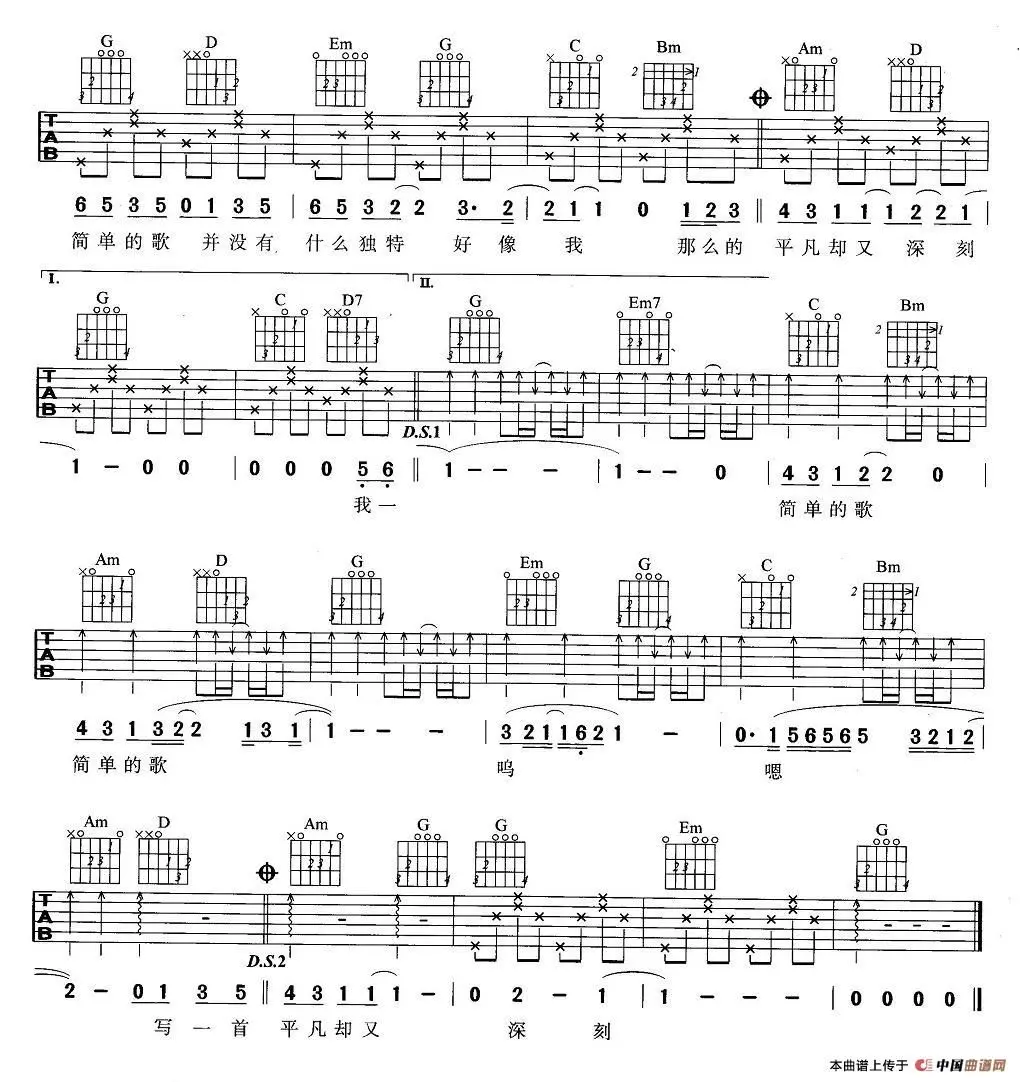 G D Em G C Bm Am D
T A B
6 5 3 5 0 1 3 5 | 6 5 3 2 2 3· 2 | 2 1 1 0 1 2 3 ‖ 4 3 1 1 1 2 2 1
简单的歌 并没有 什么独特 好像 我 那么的 平凡却又 深刻
I. II.
G C D7 G Em7 C Bm
T A B
D.S.1
1 - 0 0 | 0 0 0 5 6 ‖ 1 - - - | 1 - - 0 | 4 3 1 2 2 0 |
我一 简单的歌
Am D G Em G C Bm
T A B
4 3 1 3 2 2 1 3 1 | 1 - - - | 3 2 1 1 6 2 1 - | 0· 1 5 6 5 6 5 3 2 1 2
简单的歌 呜 嗯
Am D Am G G Em G
T A B
D.S.2
2 - 0 1 3 5 ‖ 4 3 1 1 1 - | 0 2 - 1 | 1 - - - | 0 0 0 0 ‖
写一首 平凡却又 深 刻
本曲谱上传于 中国曲谱网